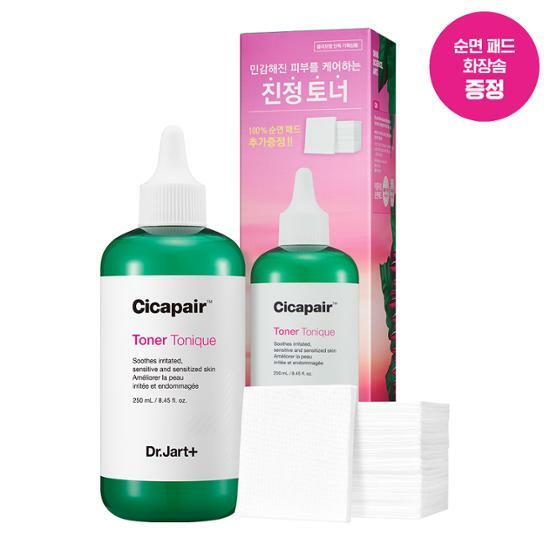 순면 패드
화장솜
증정
민감해진 피부를 케어하는
진정 토너
100% 순면 패드
추가증정!!
Cicapair™
Toner Tonique
Soothes irritated,
sensitive and sensitized skin
Améliorer la peau
irritée et endommagée
250 mL / 8.45 fl. oz.
Dr.Jart+
Cicapair™
Toner Tonique
Soothes irritated,
sensitive and sensitized skin
Améliorer la peau
irritée et endommagée
250 mL / 8.45 fl. oz.